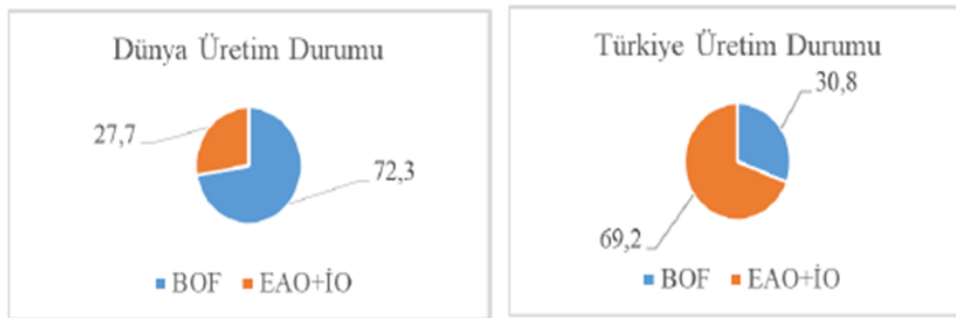 Dünya Üretim Durumu
27,7
72,3
BOF EAO+İO
Türkiye Üretim Durumu
30,8
69,2
BOF EAO+İO